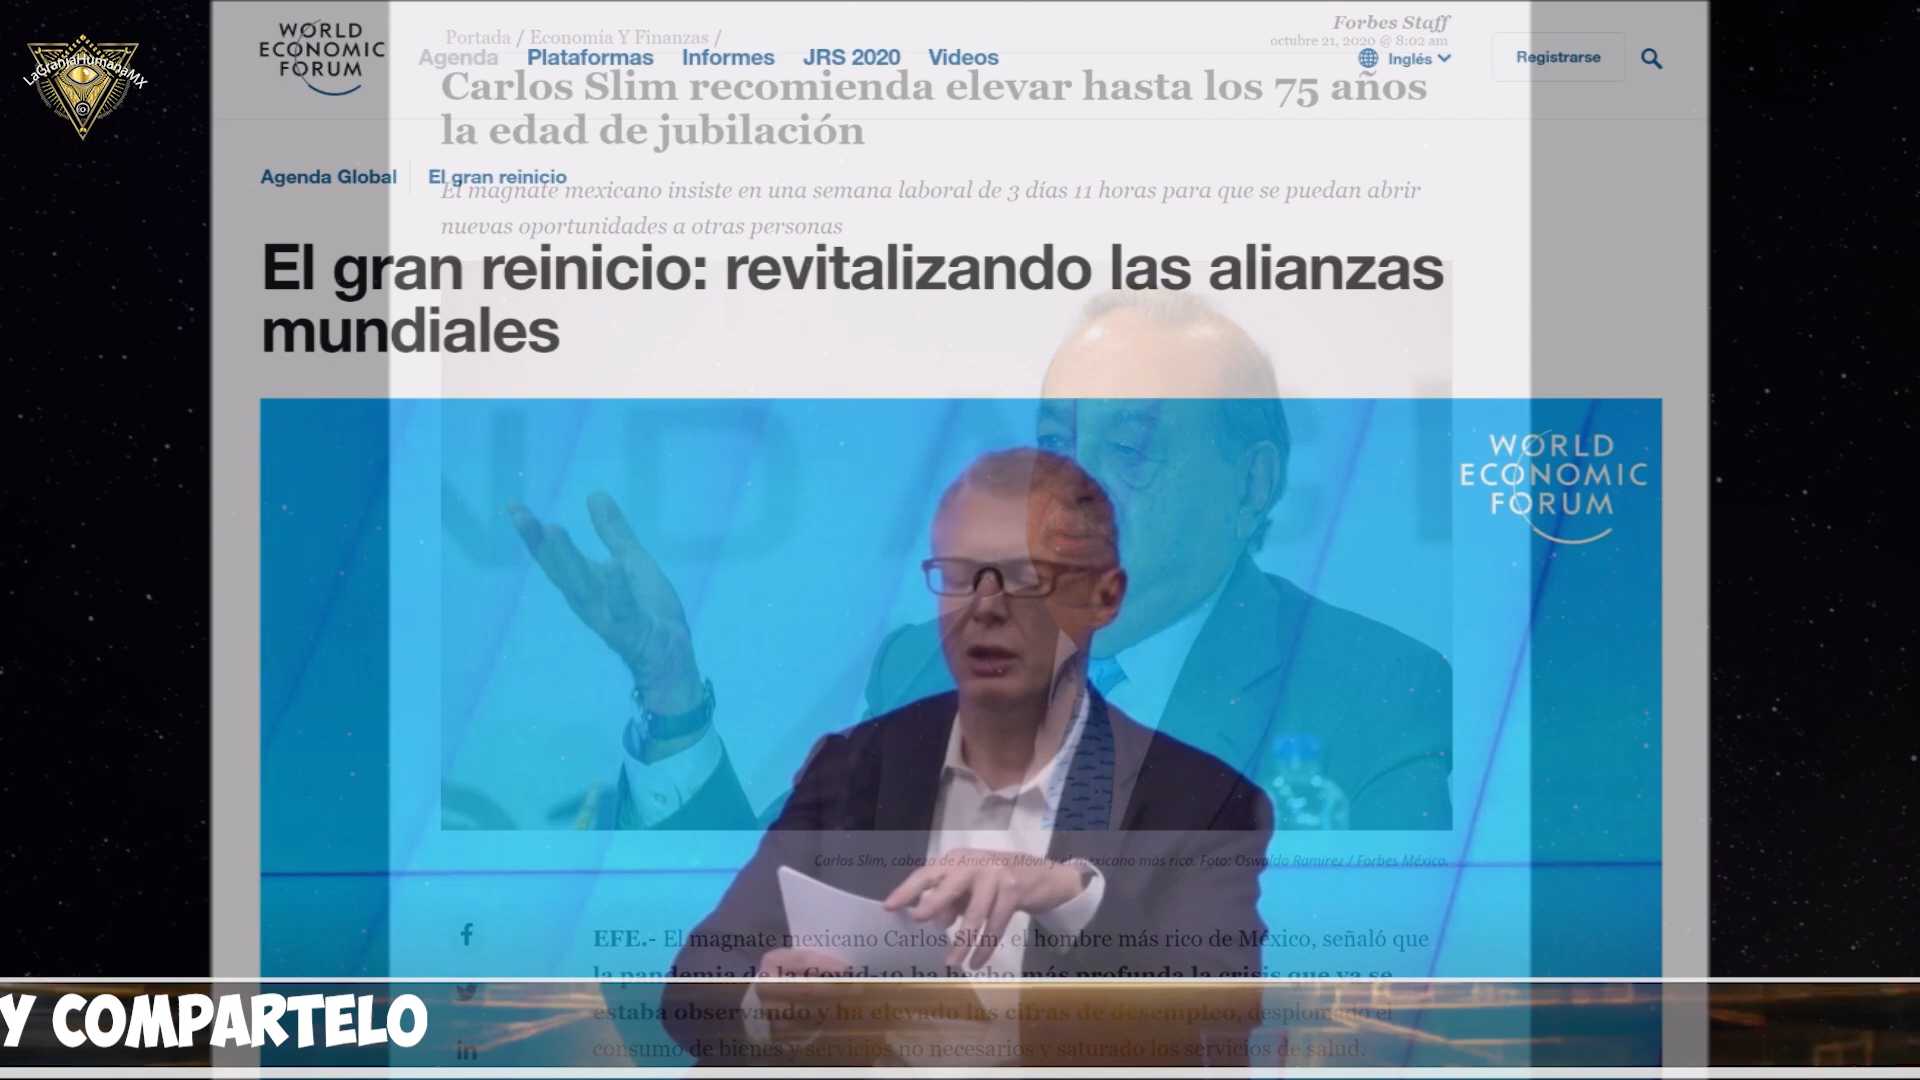 LaGranjaHumanaMX
WORLD
ECONOMIC
FORUM
Agenda Plataformas Informes JRS 2020 Videos
Inglés
Registrarse
Portada / Economía Y Finanzas /
Forbes Staff
octubre 21, 2020 @ 8:02 am
Carlos Slim recomienda elevar hasta los 75 años
la edad de jubilación
Agenda Global El gran reinicio
El magnate mexicano insiste en una semana laboral de 3 días 11 horas para que se puedan abrir
nuevas oportunidades a otras personas
El gran reinicio: revitalizando las alianzas
mundiales
WORLD
ECONOMIC
FORUM
Carlos Slim, cabeza de América Móvil y el mexicano más rico. Foto: Oswaldo Ramírez / Forbes México.
EFE.- El magnate mexicano Carlos Slim, el hombre más rico de México, señaló que
la pandemia de la Covid-19 ha hecho más profunda la crisis que ya se
estaba observando y ha elevado las cifras de desempleo, desplomado el
consumo de bienes y servicios no necesarios y saturado los servicios de salud.
Y COMPARTELO